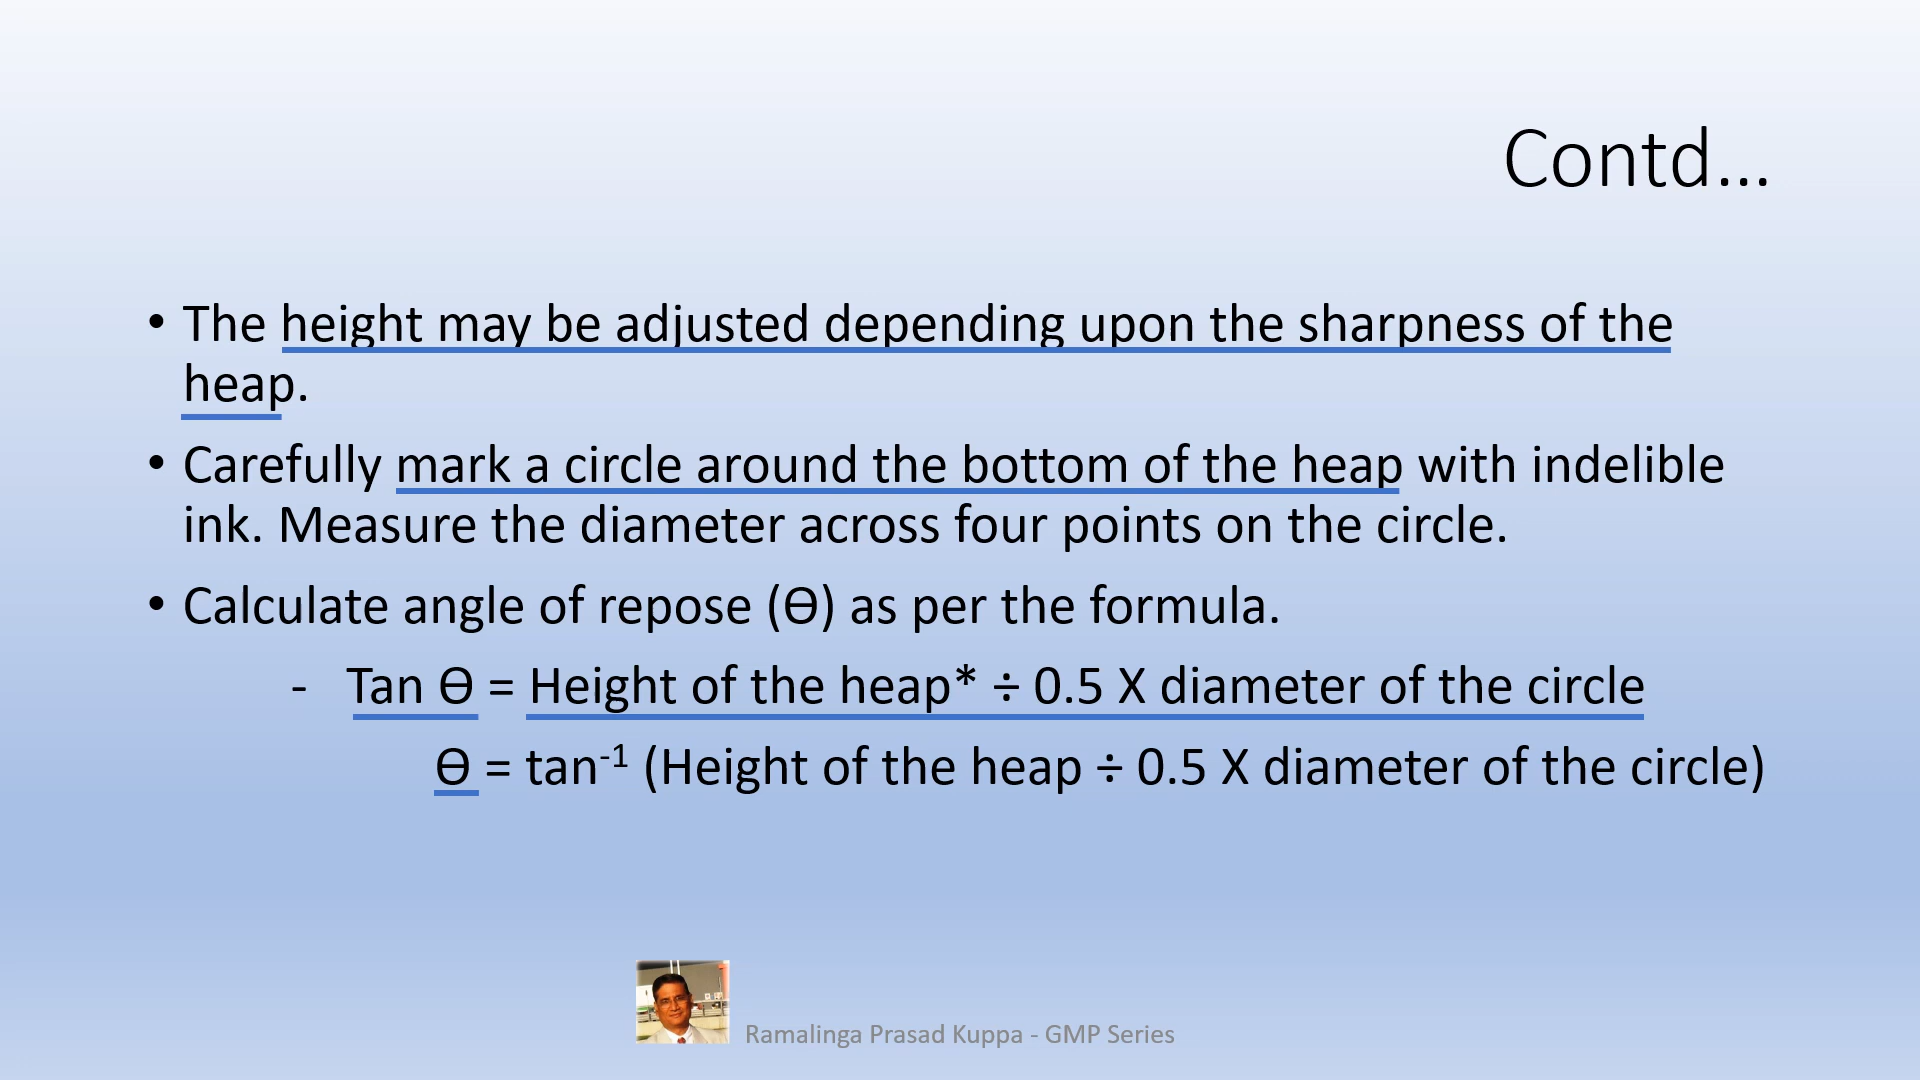 Contd...
• The height may be adjusted depending upon the sharpness of the
heap.
• Carefully mark a circle around the bottom of the heap with indelible
ink. Measure the diameter across four points on the circle.
• Calculate angle of repose (Ө) as per the formula.
- Tan Ө = Height of the heap* ÷ 0.5 X diameter of the circle
Ө = tan⁻¹ (Height of the heap ÷ 0.5 X diameter of the circle)
Ramalinga Prasad Kuppa - GMP Series